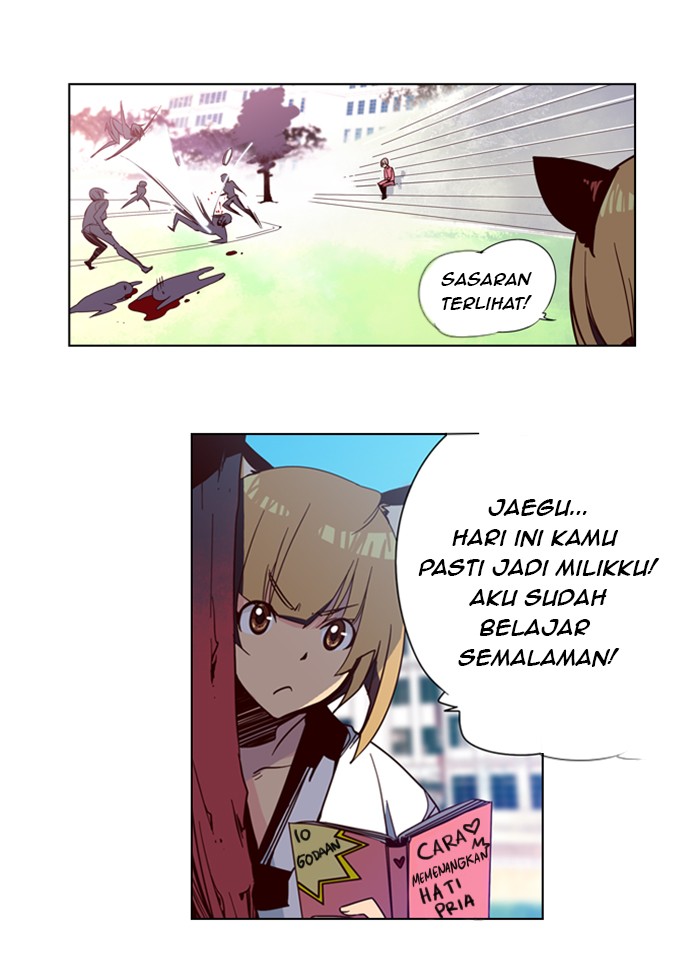 SASARAN
TERLIHAT!
JAEGU...
HARI INI KAMU
PASTI JADI MILIKKU!
AKU SUDAH
BELAJAR
SEMALAMAN!
10
GODAAN
CARA
MEMENANGKAN
HATI
PRIA